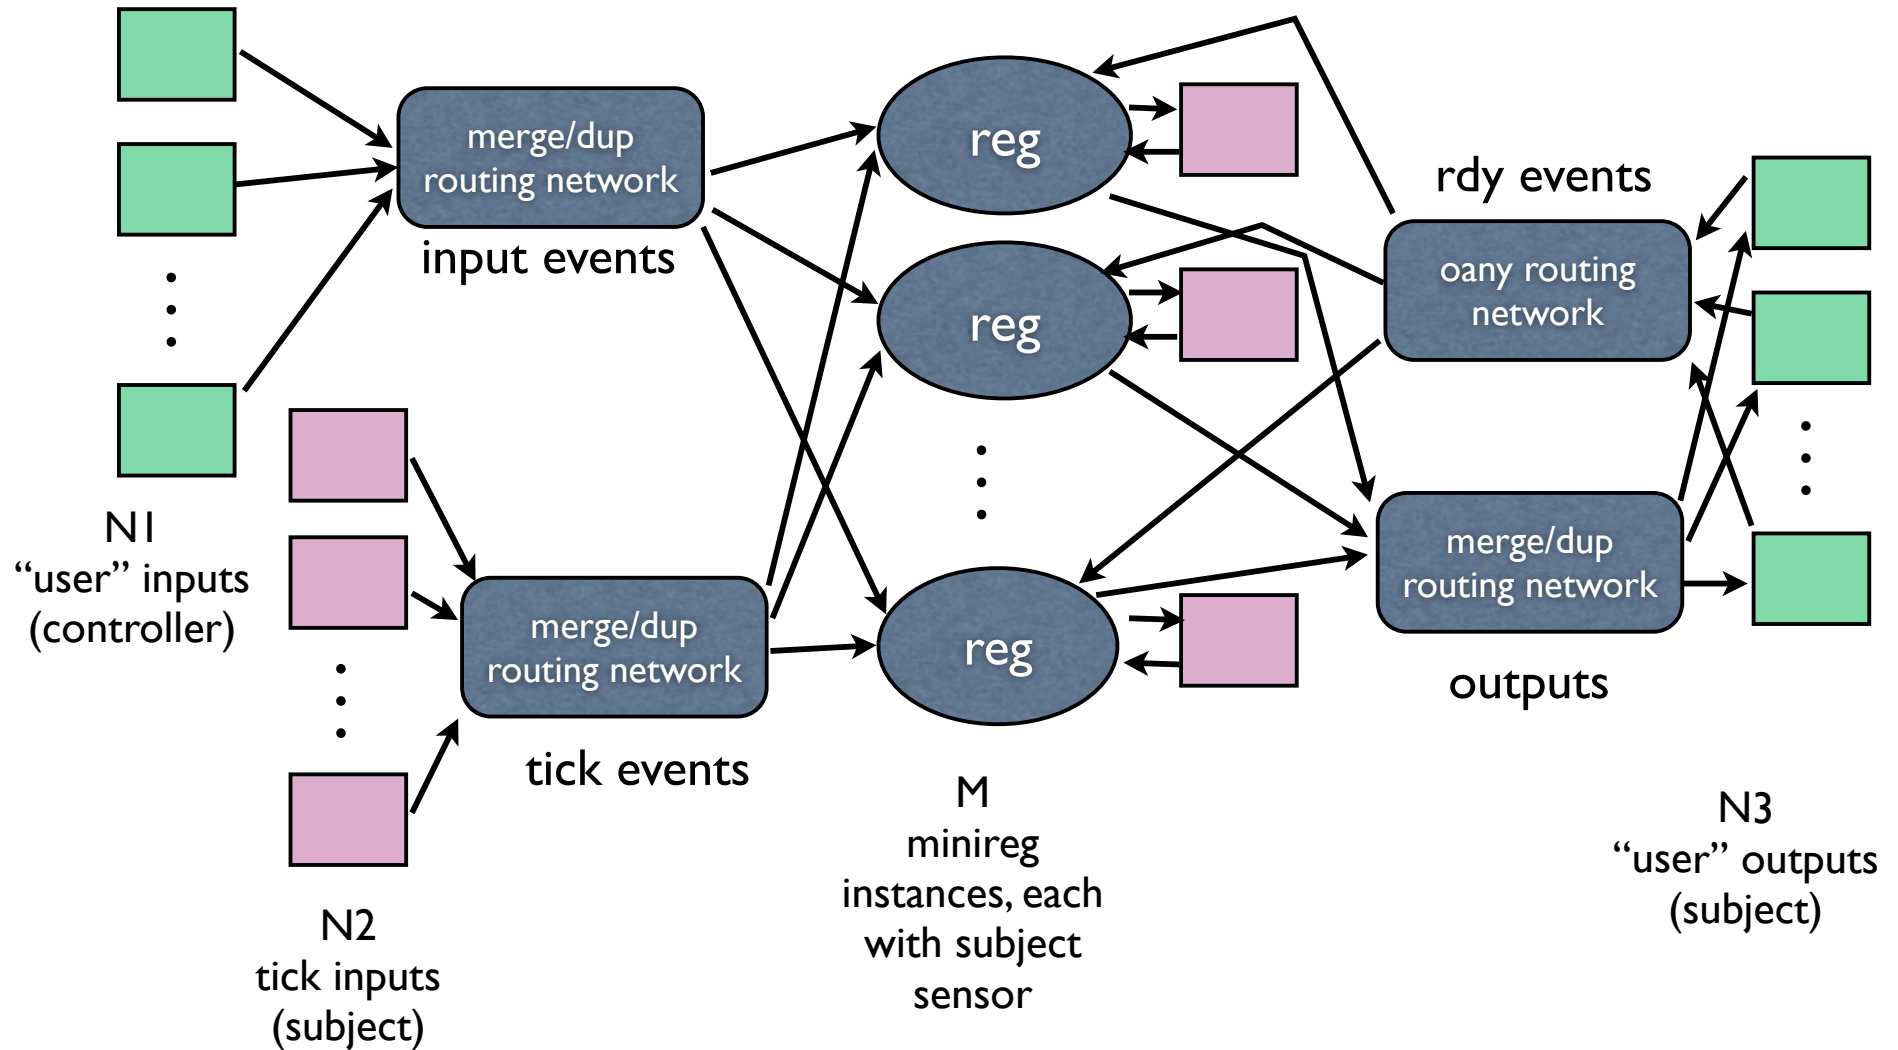 merge/dup
routing network
input events
reg
rdy events
oany routing
network
reg
N1
“user” inputs
(controller)
merge/dup
routing network
tick events
reg
merge/dup
routing network
outputs
N2
tick inputs
(subject)
M
minireg
instances, each
with subject
sensor
N3
“user” outputs
(subject)